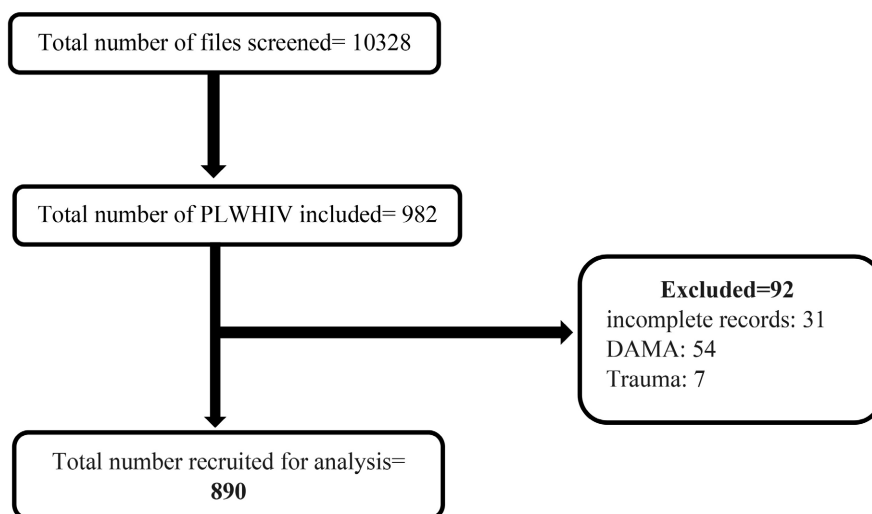 Total number of files screened= 10328
Total number of PLWHIV included= 982
Excluded=92
incomplete records: 31
DAMA: 54
Trauma: 7
Total number recruited for analysis=
890